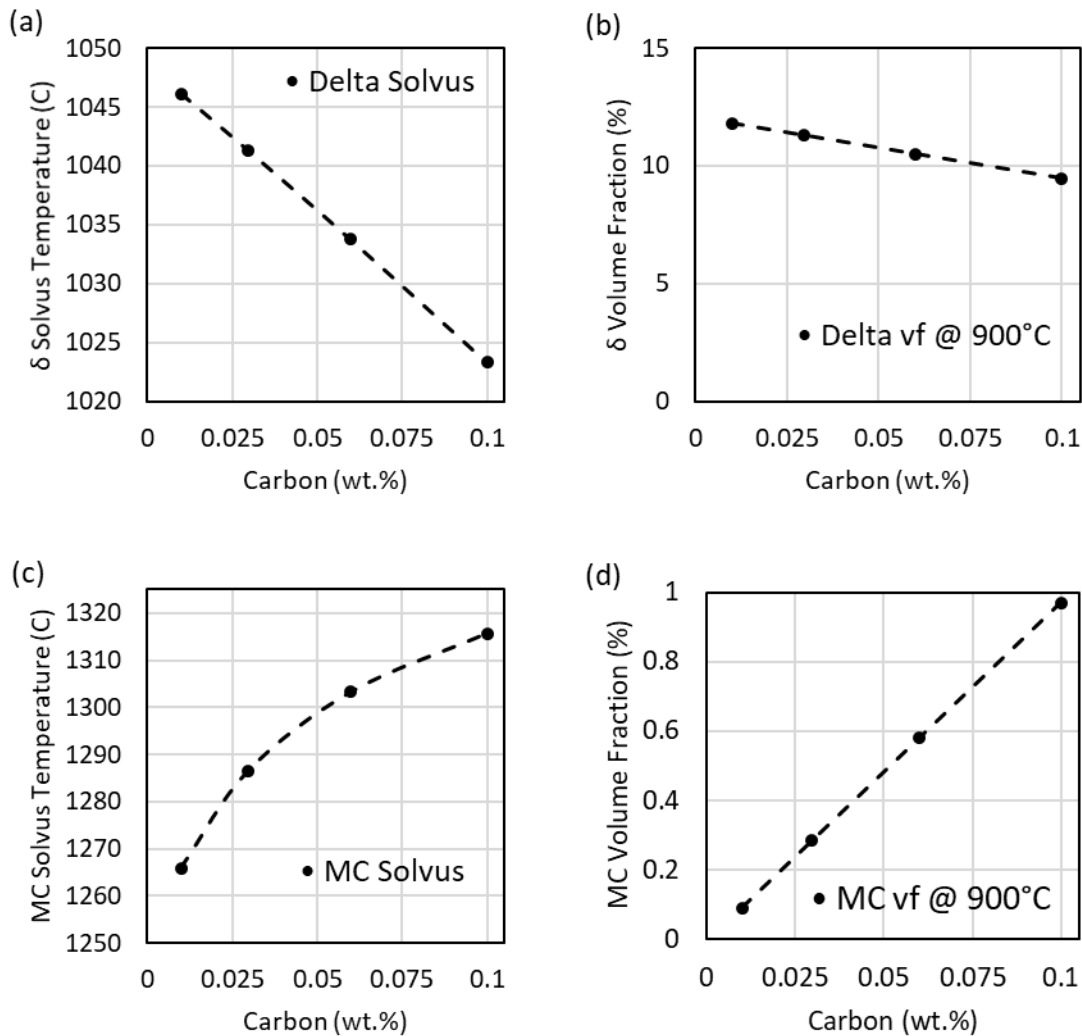 (a)
1050
1045
1040
1035
1030
1025
1020
δ Solvus Temperature (C)
Delta Solvus
0 0.025 0.05 0.075 0.1
Carbon (wt.%)
(b)
15
10
5
0
δ Volume Fraction (%)
Delta vf @ 900°C
0 0.025 0.05 0.075 0.1
Carbon (wt.%)
(c)
1320
1310
1300
1290
1280
1270
1260
1250
MC Solvus Temperature (C)
MC Solvus
0 0.025 0.05 0.075 0.1
Carbon (wt.%)
(d)
1
0.8
0.6
0.4
0.2
0
MC Volume Fraction (%)
MC vf @ 900°C
0 0.025 0.05 0.075 0.1
Carbon (wt.%)